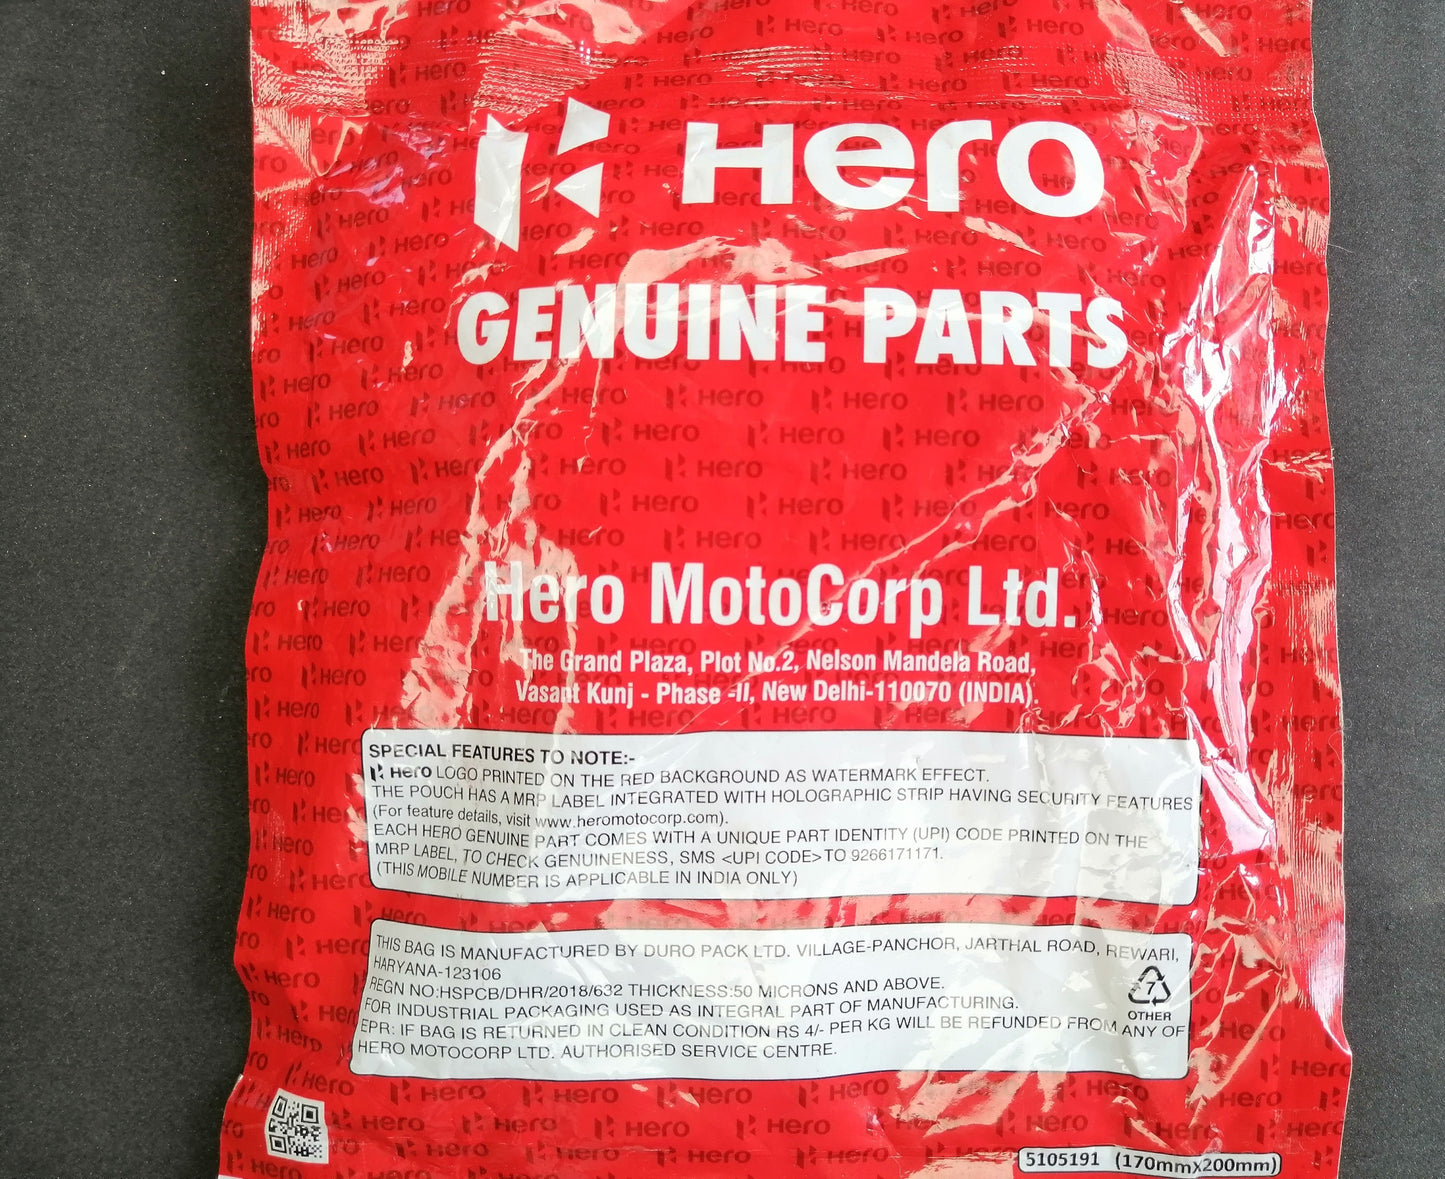 Hero
GENUINE PARTS
Hero MotoCorp Ltd.
The Grand Plaza, Plot No.2, Nelson Mandela Road,
Vasant Kunj - Phase -II, New Delhi-110070 (INDIA).
SPECIAL FEATURES TO NOTE:-
Hero LOGO PRINTED ON THE RED BACKGROUND AS WATERMARK EFFECT.
THE POUCH HAS A MRP LABEL INTEGRATED WITH HOLOGRAPHIC STRIP HAVING SECURITY FEATURES
(For feature details, visit www.heromotocorp.com).
EACH HERO GENUINE PART COMES WITH A UNIQUE PART IDENTITY (UPI) CODE PRINTED ON THE
MRP LABEL, TO CHECK GENUINENESS, SMS <UPI CODE> TO 9266171171.
(THIS MOBILE NUMBER IS APPLICABLE IN INDIA ONLY)
THIS BAG IS MANUFACTURED BY DURO PACK LTD. VILLAGE-PANCHOR, JARTHAL ROAD, REWARI,
HARYANA-123106
REGN NO:HSPCB/DHR/2018/632 THICKNESS:50 MICRONS AND ABOVE.
FOR INDUSTRIAL PACKAGING USED AS INTEGRAL PART OF MANUFACTURING.
EPR: IF BAG IS RETURNED IN CLEAN CONDITION RS 4/- PER KG WILL BE REFUNDED FROM ANY OF
HERO MOTOCORP LTD. AUTHORISED SERVICE CENTRE.
7
OTHER
5105191 (170mmX200mm)